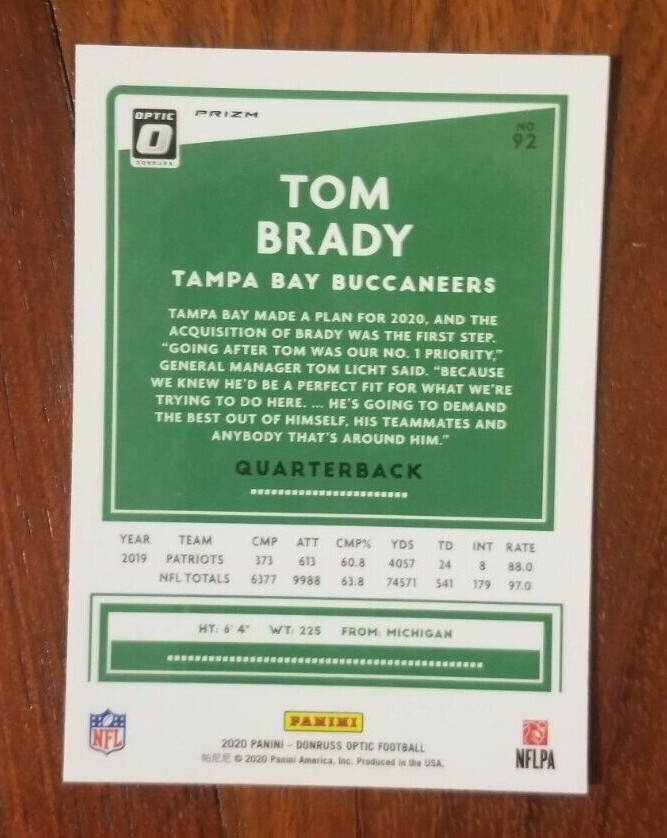 OPTIC
DONRUSS
PRIZM
NO.
92
TOM
BRADY
TAMPA BAY BUCCANEERS
TAMPA BAY MADE A PLAN FOR 2020, AND THE
ACQUISITION OF BRADY WAS THE FIRST STEP.
"GOING AFTER TOM WAS OUR NO. 1 PRIORITY,"
GENERAL MANAGER TOM LICHT SAID. "BECAUSE
WE KNEW HE'D BE A PERFECT FIT FOR WHAT WE'RE
TRYING TO DO HERE. ... HE'S GOING TO DEMAND
THE BEST OUT OF HIMSELF, HIS TEAMMATES AND
ANYBODY THAT'S AROUND HIM."
QUARTERBACK
YEAR TEAM CMP ATT CMP% YDS TD INT RATE
2019 PATRIOTS 373 613 60.8 4057 24 8 88.0
NFL TOTALS 6377 9988 63.8 74571 541 179 97.0
HT: 6' 4" WT: 225 FROM: MICHIGAN
NFL
PANINI
2020 PANINI – DONRUSS OPTIC FOOTBALL
帕尼尼 © 2020 Panini America, Inc. Produced in the USA.
NFLPA